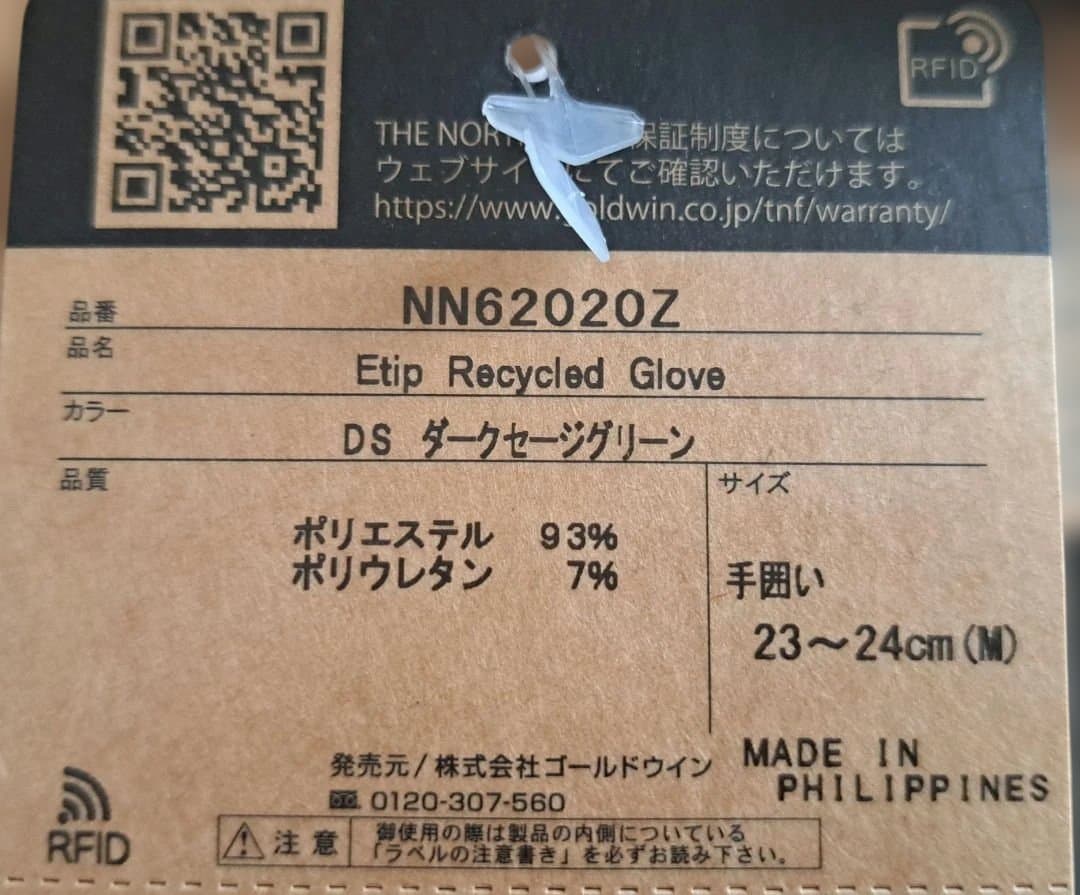 RFID
THE NOR 保証制度については
ウェブサイ にてご確認いただけます。
https://www.goldwin.co.jp/tnf/warranty/
品番 NN62020Z
品名 Etip Recycled Glove
カラー DS ダークセージグリーン
品質
ポリエステル 93%
ポリウレタン 7%
サイズ
手囲い
23～24cm(M)
発売元/株式会社ゴールドウイン
0120-307-560
MADE IN
PHILIPPINES
RFID
注意
御使用の際は製品の内側についている
「ラベルの注意書き」を必ずお読み下さい。